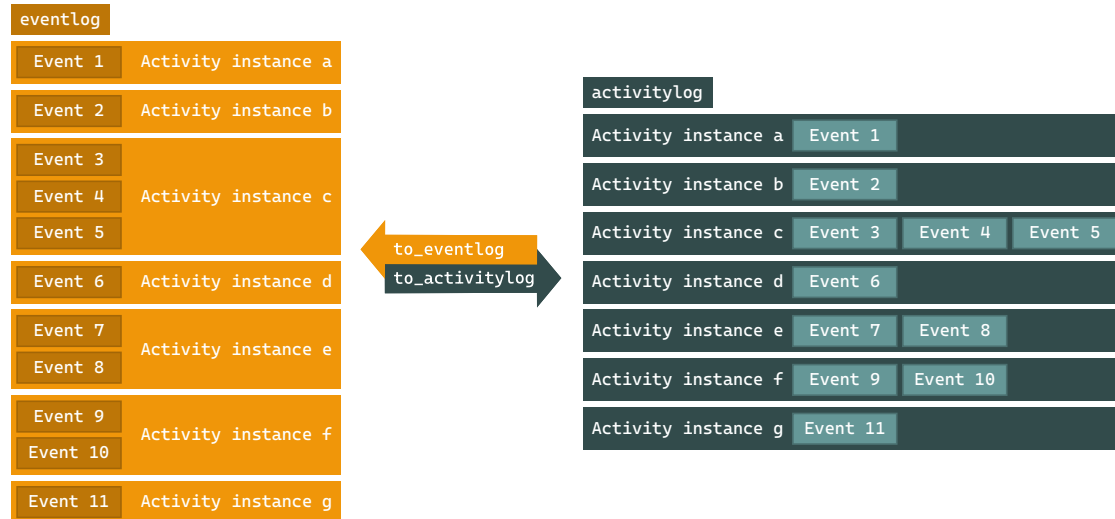 eventlog
Event 1 Activity instance a
Event 2 Activity instance b
Event 3
Event 4 Activity instance c
Event 5
Event 6 Activity instance d
Event 7
Activity instance e
Event 8
Event 9
Activity instance f
Event 10
Event 11 Activity instance g
to_eventlog
to_activitylog
activitylog
Activity instance a Event 1
Activity instance b Event 2
Activity instance c Event 3 Event 4 Event 5
Activity instance d Event 6
Activity instance e Event 7 Event 8
Activity instance f Event 9 Event 10
Activity instance g Event 11